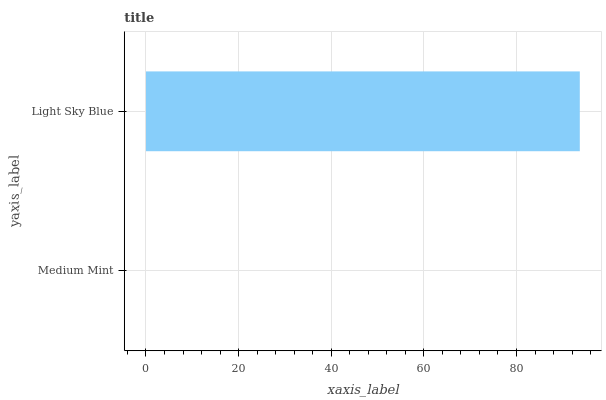 title
Light Sky Blue
Medium Mint
yaxis_label
0 20 40 60 80
xaxis_label